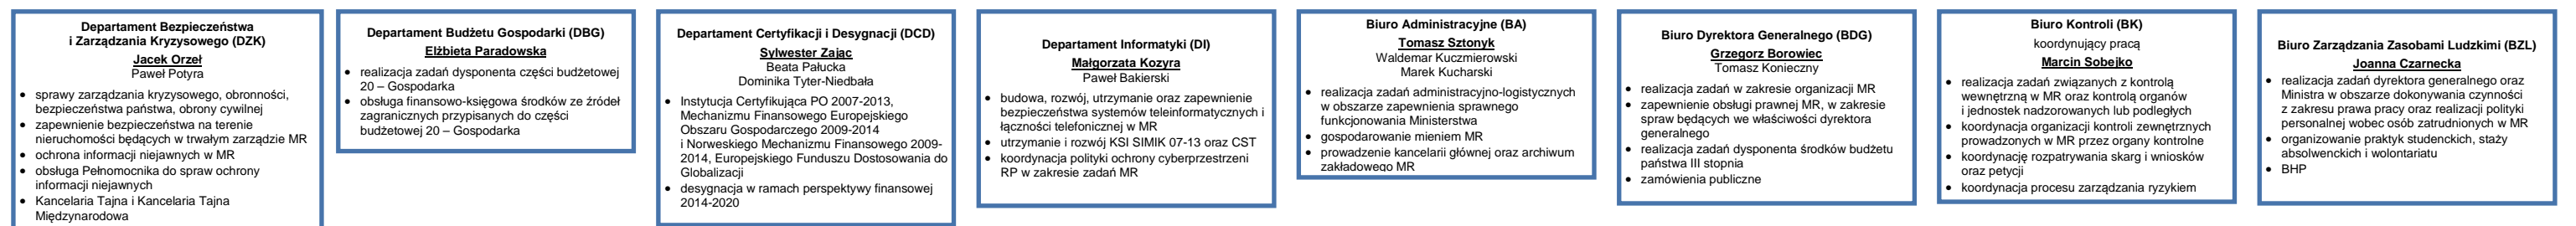 Departament Bezpieczeństwa
i Zarządzania Kryzysowego (DZK)
Jacek Orzeł
Paweł Potyra
• sprawy zarządzania kryzysowego, obronności,
bezpieczeństwa państwa, obrony cywilnej
• zapewnienie bezpieczeństwa na terenie
nieruchomości będących w trwałym zarządzie MR
• ochrona informacji niejawnych w MR
• obsługa Pełnomocnika do spraw ochrony
informacji niejawnych
• Kancelaria Tajna i Kancelaria Tajna
Międzynarodowa
Departament Budżetu Gospodarki (DBG)
Elżbieta Paradowska
• realizacja zadań dysponenta części budżetowej
20 – Gospodarka
• obsługa finansowo-księgowa środków ze źródeł
zagranicznych przypisanych do części
budżetowej 20 – Gospodarka
Departament Certyfikacji i Desygnacji (DCD)
Sylwester Zając
Beata Pałucka
Dominika Tyter-Niedbała
• Instytucja Certyfikująca PO 2007-2013,
Mechanizmu Finansowego Europejskiego
Obszaru Gospodarczego 2009-2014
i Norweskiego Mechanizmu Finansowego 2009-
2014, Europejskiego Funduszu Dostosowania do
Globalizacji
• desygnacja w ramach perspektywy finansowej
2014-2020
Departament Informatyki (DI)
Małgorzata Kozyra
Paweł Bakierski
• budowa, rozwój, utrzymanie oraz zapewnienie
bezpieczeństwa systemów teleinformatycznych i
łączności telefonicznej w MR
• utrzymanie i rozwój KSI SIMIK 07-13 oraz CST
• koordynacja polityki ochrony cyberprzestrzeni
RP w zakresie zadań MR
Biuro Administracyjne (BA)
Tomasz Sztonyk
Waldemar Kuczmierowski
Marek Kucharski
• realizacja zadań administracyjno-logistycznych
w obszarze zapewnienia sprawnego
funkcjonowania Ministerstwa
• gospodarowanie mieniem MR
• prowadzenie kancelarii głównej oraz archiwum
zakładowego MR
Biuro Dyrektora Generalnego (BDG)
Grzegorz Borowiec
Tomasz Konieczny
• realizacja zadań w zakresie organizacji MR
• zapewnienie obsługi prawnej MR, w zakresie
spraw będących we właściwości dyrektora
generalnego
• realizacja zadań dysponenta środków budżetu
państwa III stopnia
• zamówienia publiczne
Biuro Kontroli (BK)
koordynujący pracą
Marcin Sobejko
• realizacja zadań związanych z kontrolą
wewnętrzną w MR oraz kontrolą organów
i jednostek nadzorowanych lub podległych
• koordynacja organizacji kontroli zewnętrznych
prowadzonych w MR przez organy kontrolne
• koordynację rozpatrywania skarg i wniosków
oraz petycji
• koordynacja procesu zarządzania ryzykiem
Biuro Zarządzania Zasobami Ludzkimi (BZL)
Joanna Czarnecka
• realizacja zadań dyrektora generalnego oraz
Ministra w obszarze dokonywania czynności
z zakresu prawa pracy oraz realizacji polityki
personalnej wobec osób zatrudnionych w MR
• organizowanie praktyk studenckich, staży
absolwenckich i wolontariatu
• BHP